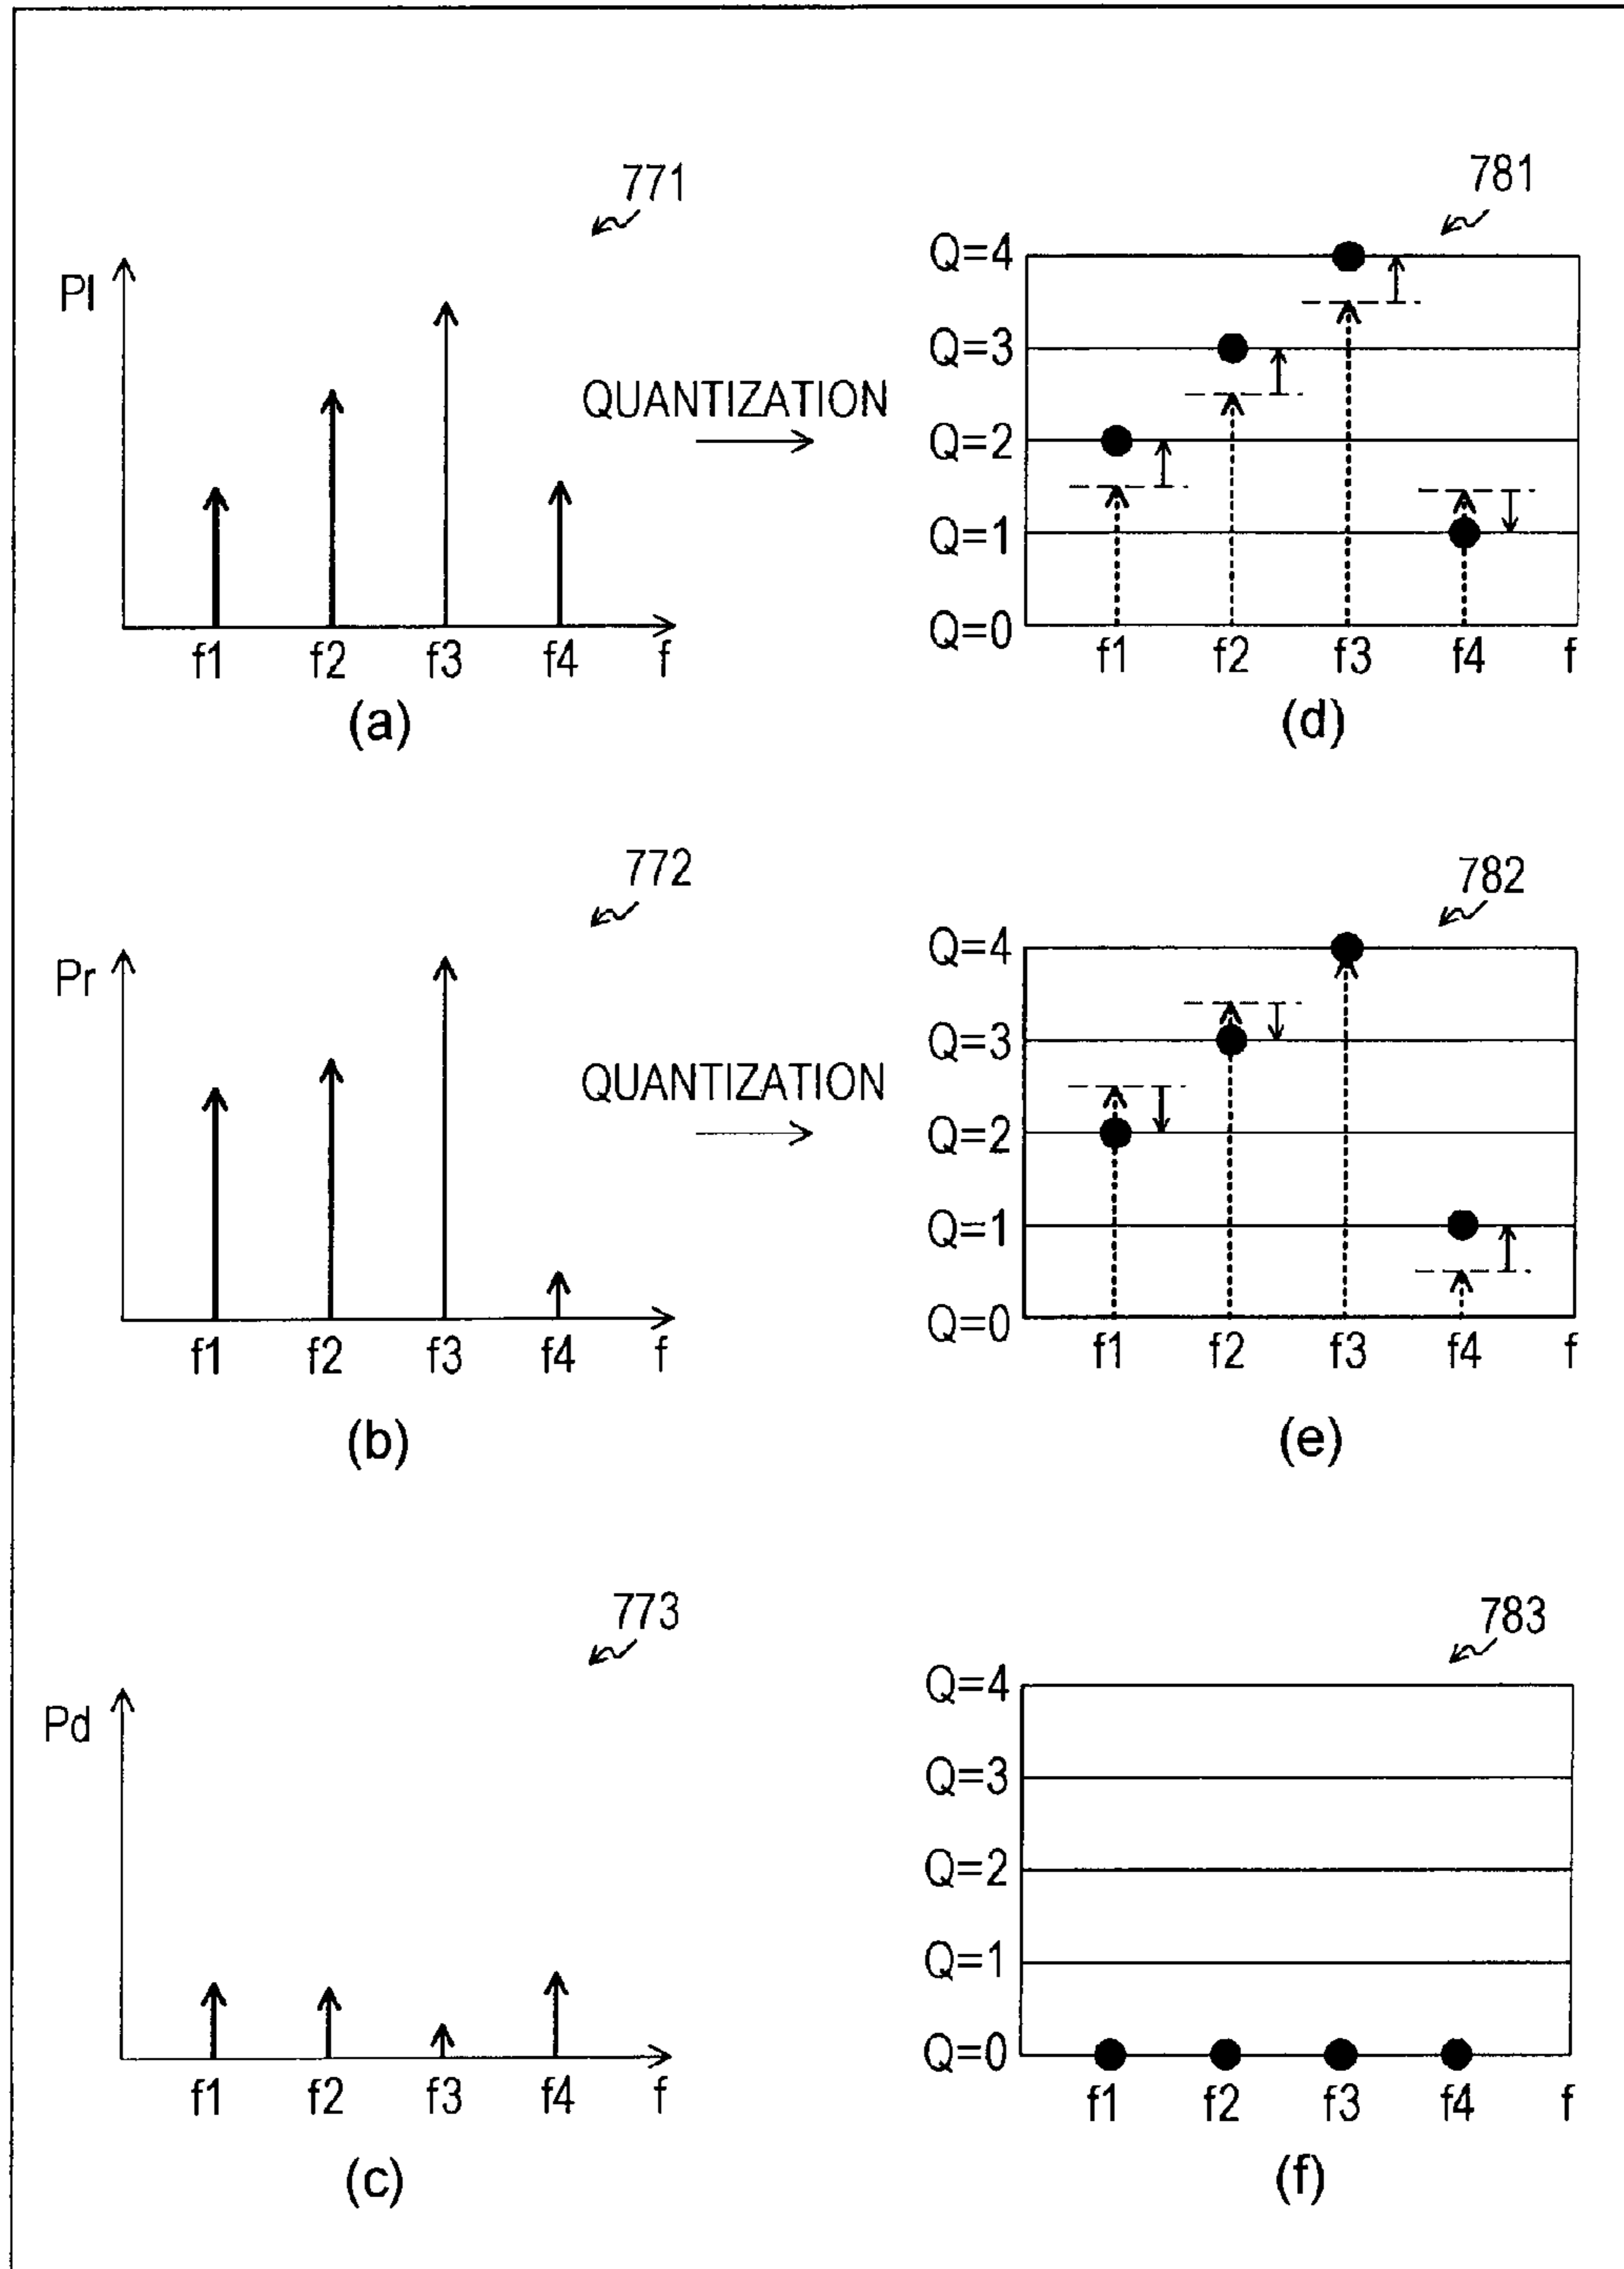 771
Pl
f1 f2 f3 f4 f
(a)
QUANTIZATION
781
Q=4
Q=3
Q=2
Q=1
Q=0
f1 f2 f3 f4 f
(d)
772
Pr
f1 f2 f3 f4 f
(b)
QUANTIZATION
782
Q=4
Q=3
Q=2
Q=1
Q=0
f1 f2 f3 f4 f
(e)
773
Pd
f1 f2 f3 f4 f
(c)
783
Q=4
Q=3
Q=2
Q=1
Q=0
f1 f2 f3 f4 f
(f)